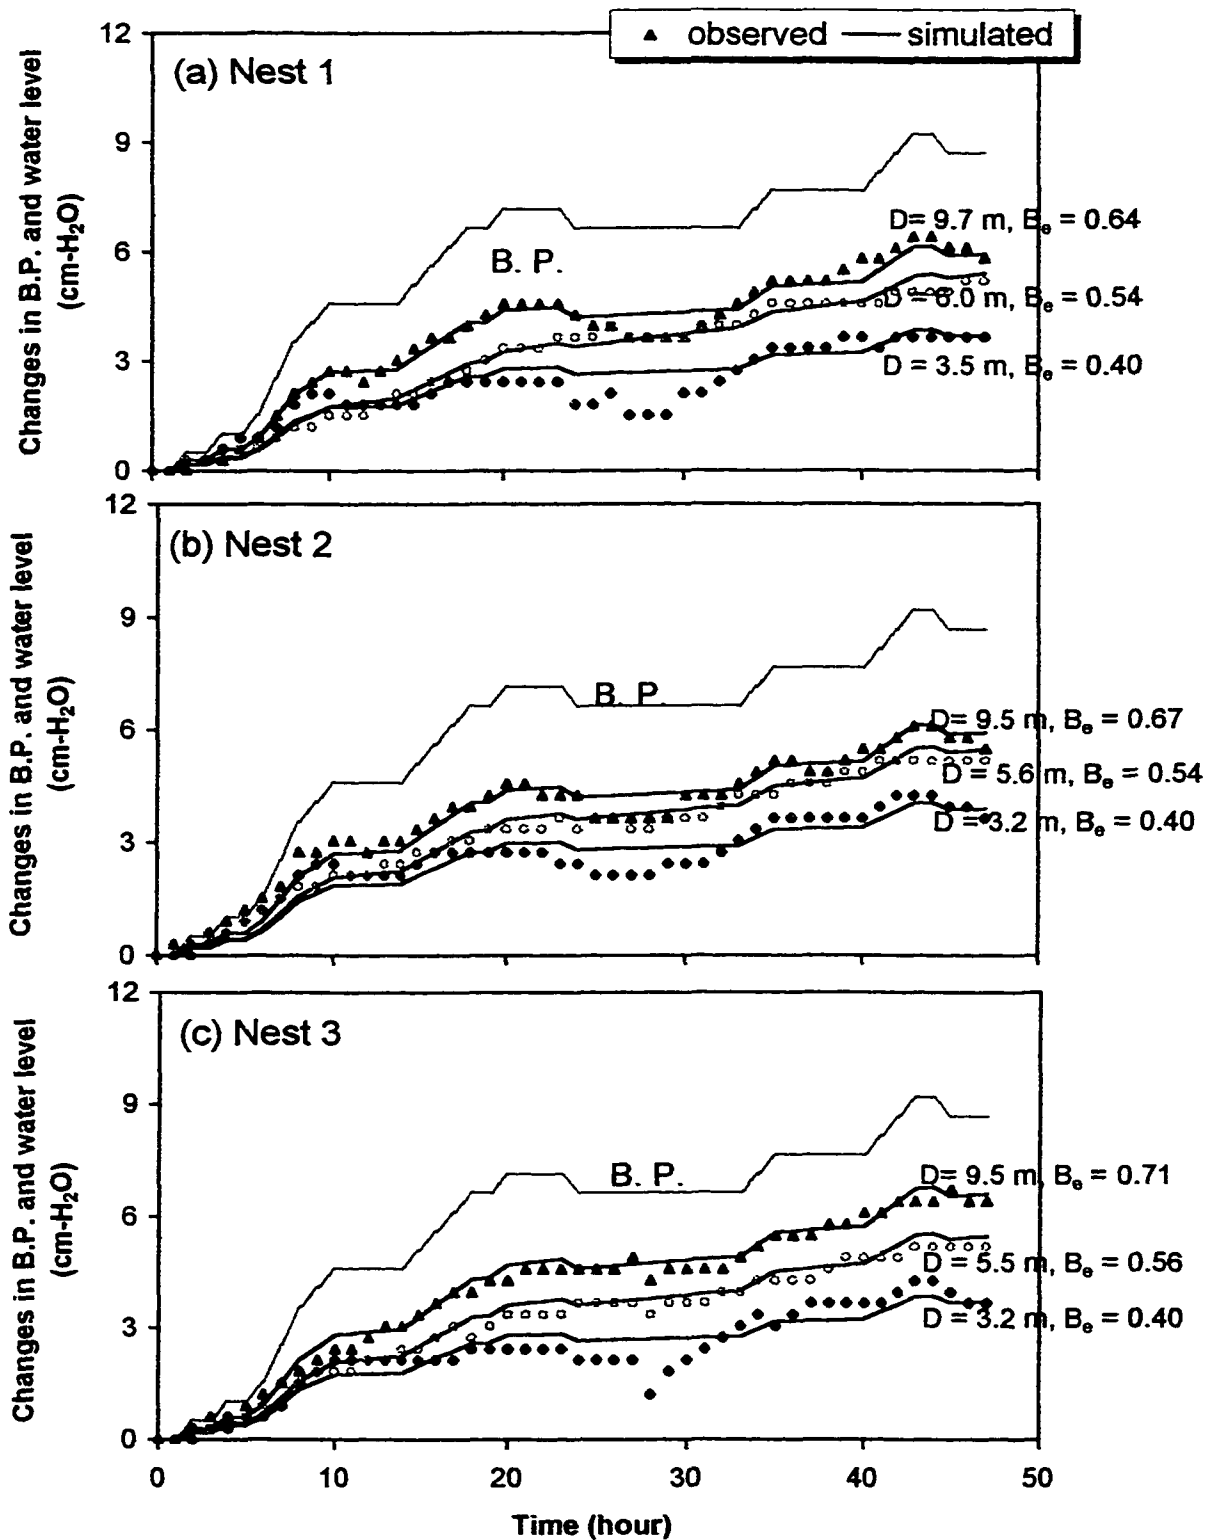 ▲ observed — simulated
(a) Nest 1
Changes in B.P. and water level
(cm-H₂O)
12
9
6
3
0
B. P.
D= 9.7 m, Bₑ = 0.64
D = 6.0 m, Bₑ = 0.54
D = 3.5 m, Bₑ = 0.40
(b) Nest 2
Changes in B.P. and water level
(cm-H₂O)
12
9
6
3
0
B. P.
D= 9.5 m, Bₑ = 0.67
D = 5.6 m, Bₑ = 0.54
D = 3.2 m, Bₑ = 0.40
(c) Nest 3
Changes in B.P. and water level
(cm-H₂O)
12
9
6
3
0
B. P.
D= 9.5 m, Bₑ = 0.71
D = 5.5 m, Bₑ = 0.56
D = 3.2 m, Bₑ = 0.40
0 10 20 30 40 50
Time (hour)